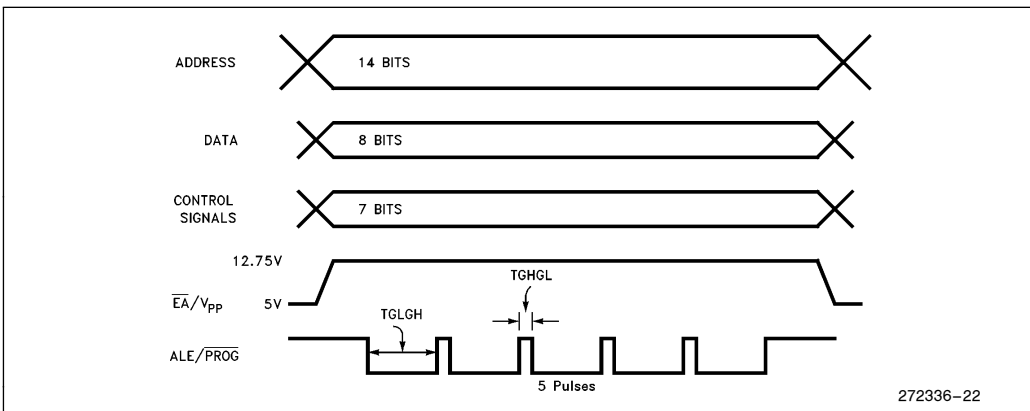 ADDRESS
14 BITS
DATA
8 BITS
CONTROL
SIGNALS
7 BITS
12.75V
TGHGL
EA/VPP
5V
TGLGH
ALE/PROG
5 Pulses
272336-22